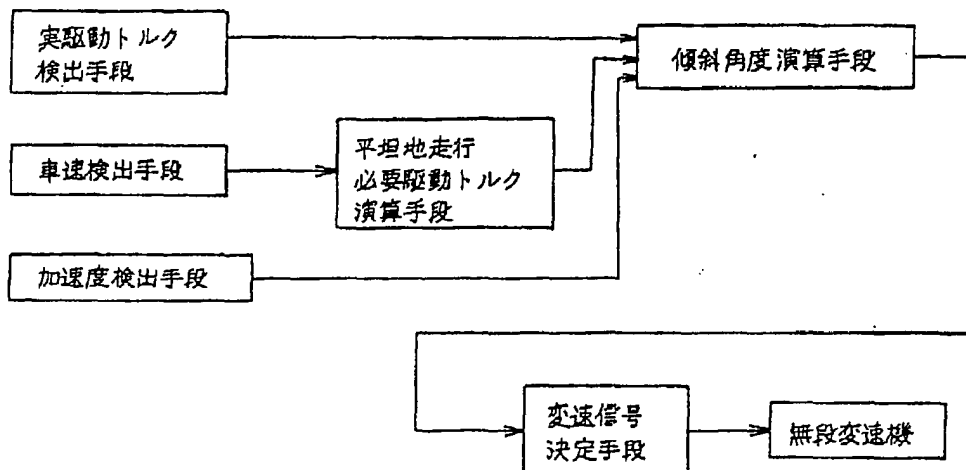 実駆動トルク
検出手段
傾斜角度演算手段
車速検出手段
平坦地走行
必要駆動トルク
演算手段
加速度検出手段
変速信号
決定手段
無段変速機